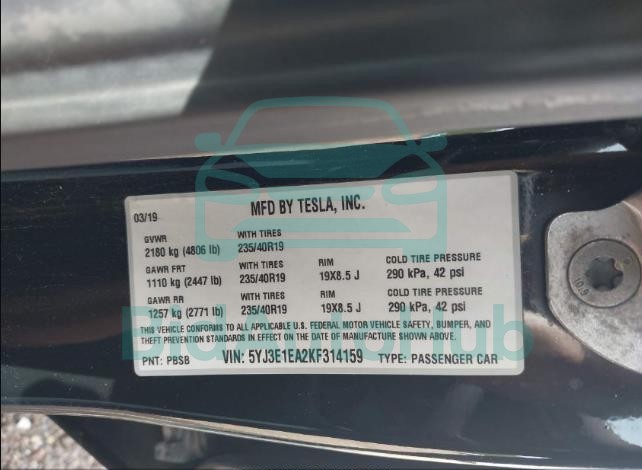 03/19
MFD BY TESLA, INC.
GVWR WITH TIRES
2180 kg (4806 lb) 235/40R19
GAWR FRT WITH TIRES RIM COLD TIRE PRESSURE
1110 kg (2447 lb) 235/40R19 19X8.5 J 290 kPa, 42 psi
GAWR RR WITH TIRES RIM COLD TIRE PRESSURE
1257 kg (2771 lb) 235/40R19 19X8.5 J 290 kPa, 42 psi
THIS VEHICLE CONFORMS TO ALL APPLICABLE U.S. FEDERAL MOTOR VEHICLE SAFETY, BUMPER, AND
THEFT PREVENTION STANDARDS IN EFFECT ON THE DATE OF MANUFACTURE SHOWN ABOVE.
PNT: PBSB VIN: 5YJ3E1EA2KF314159 TYPE: PASSENGER CAR
BidAutoHub
10.9